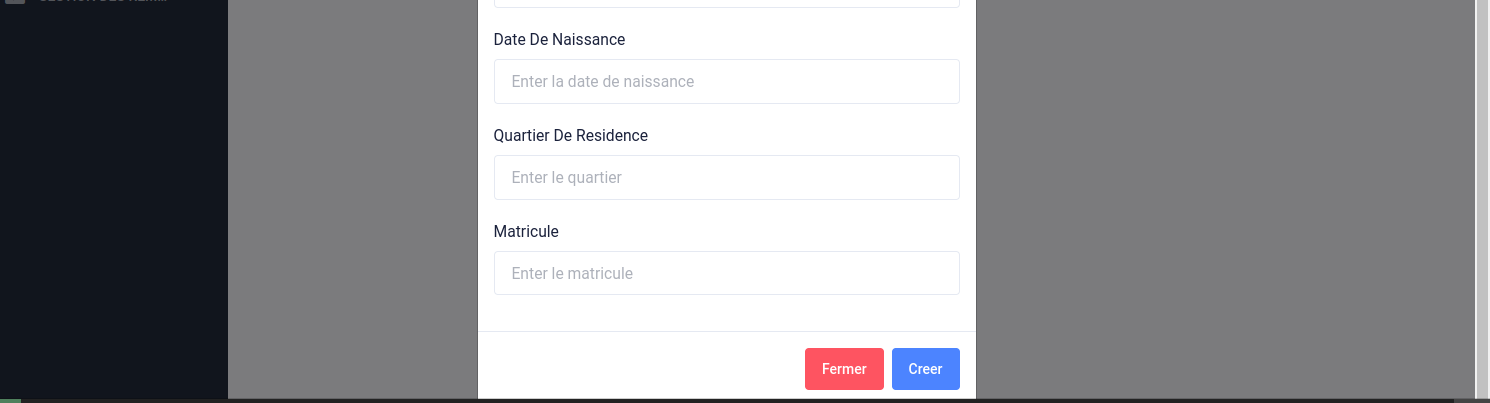 Date De Naissance
Enter la date de naissance
Quartier De Residence
Enter le quartier
Matricule
Enter le matricule
Fermer
Creer